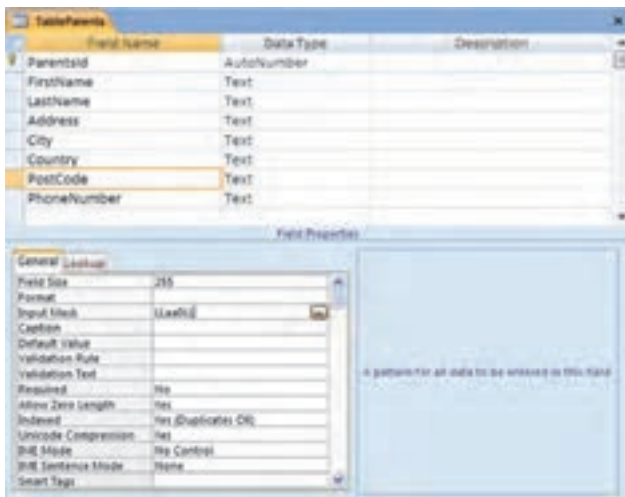 TableParents
Field Name Data Type Description
ParentsId AutoNumber
FirstName Text
LastName Text
Address Text
City Text
Country Text
PostCode Text
PhoneNumber Text
Field Properties
General Lookup
Field Size 255
Format
Input Mask
Caption
Default Value
Validation Rule
Validation Text
Required No
Allow Zero Length Yes
Indexed Yes (Duplicates OK)
Unicode Compression Yes
IME Mode No Control
IME Sentence Mode None
Smart Tags
A pattern for all data to be entered in this field